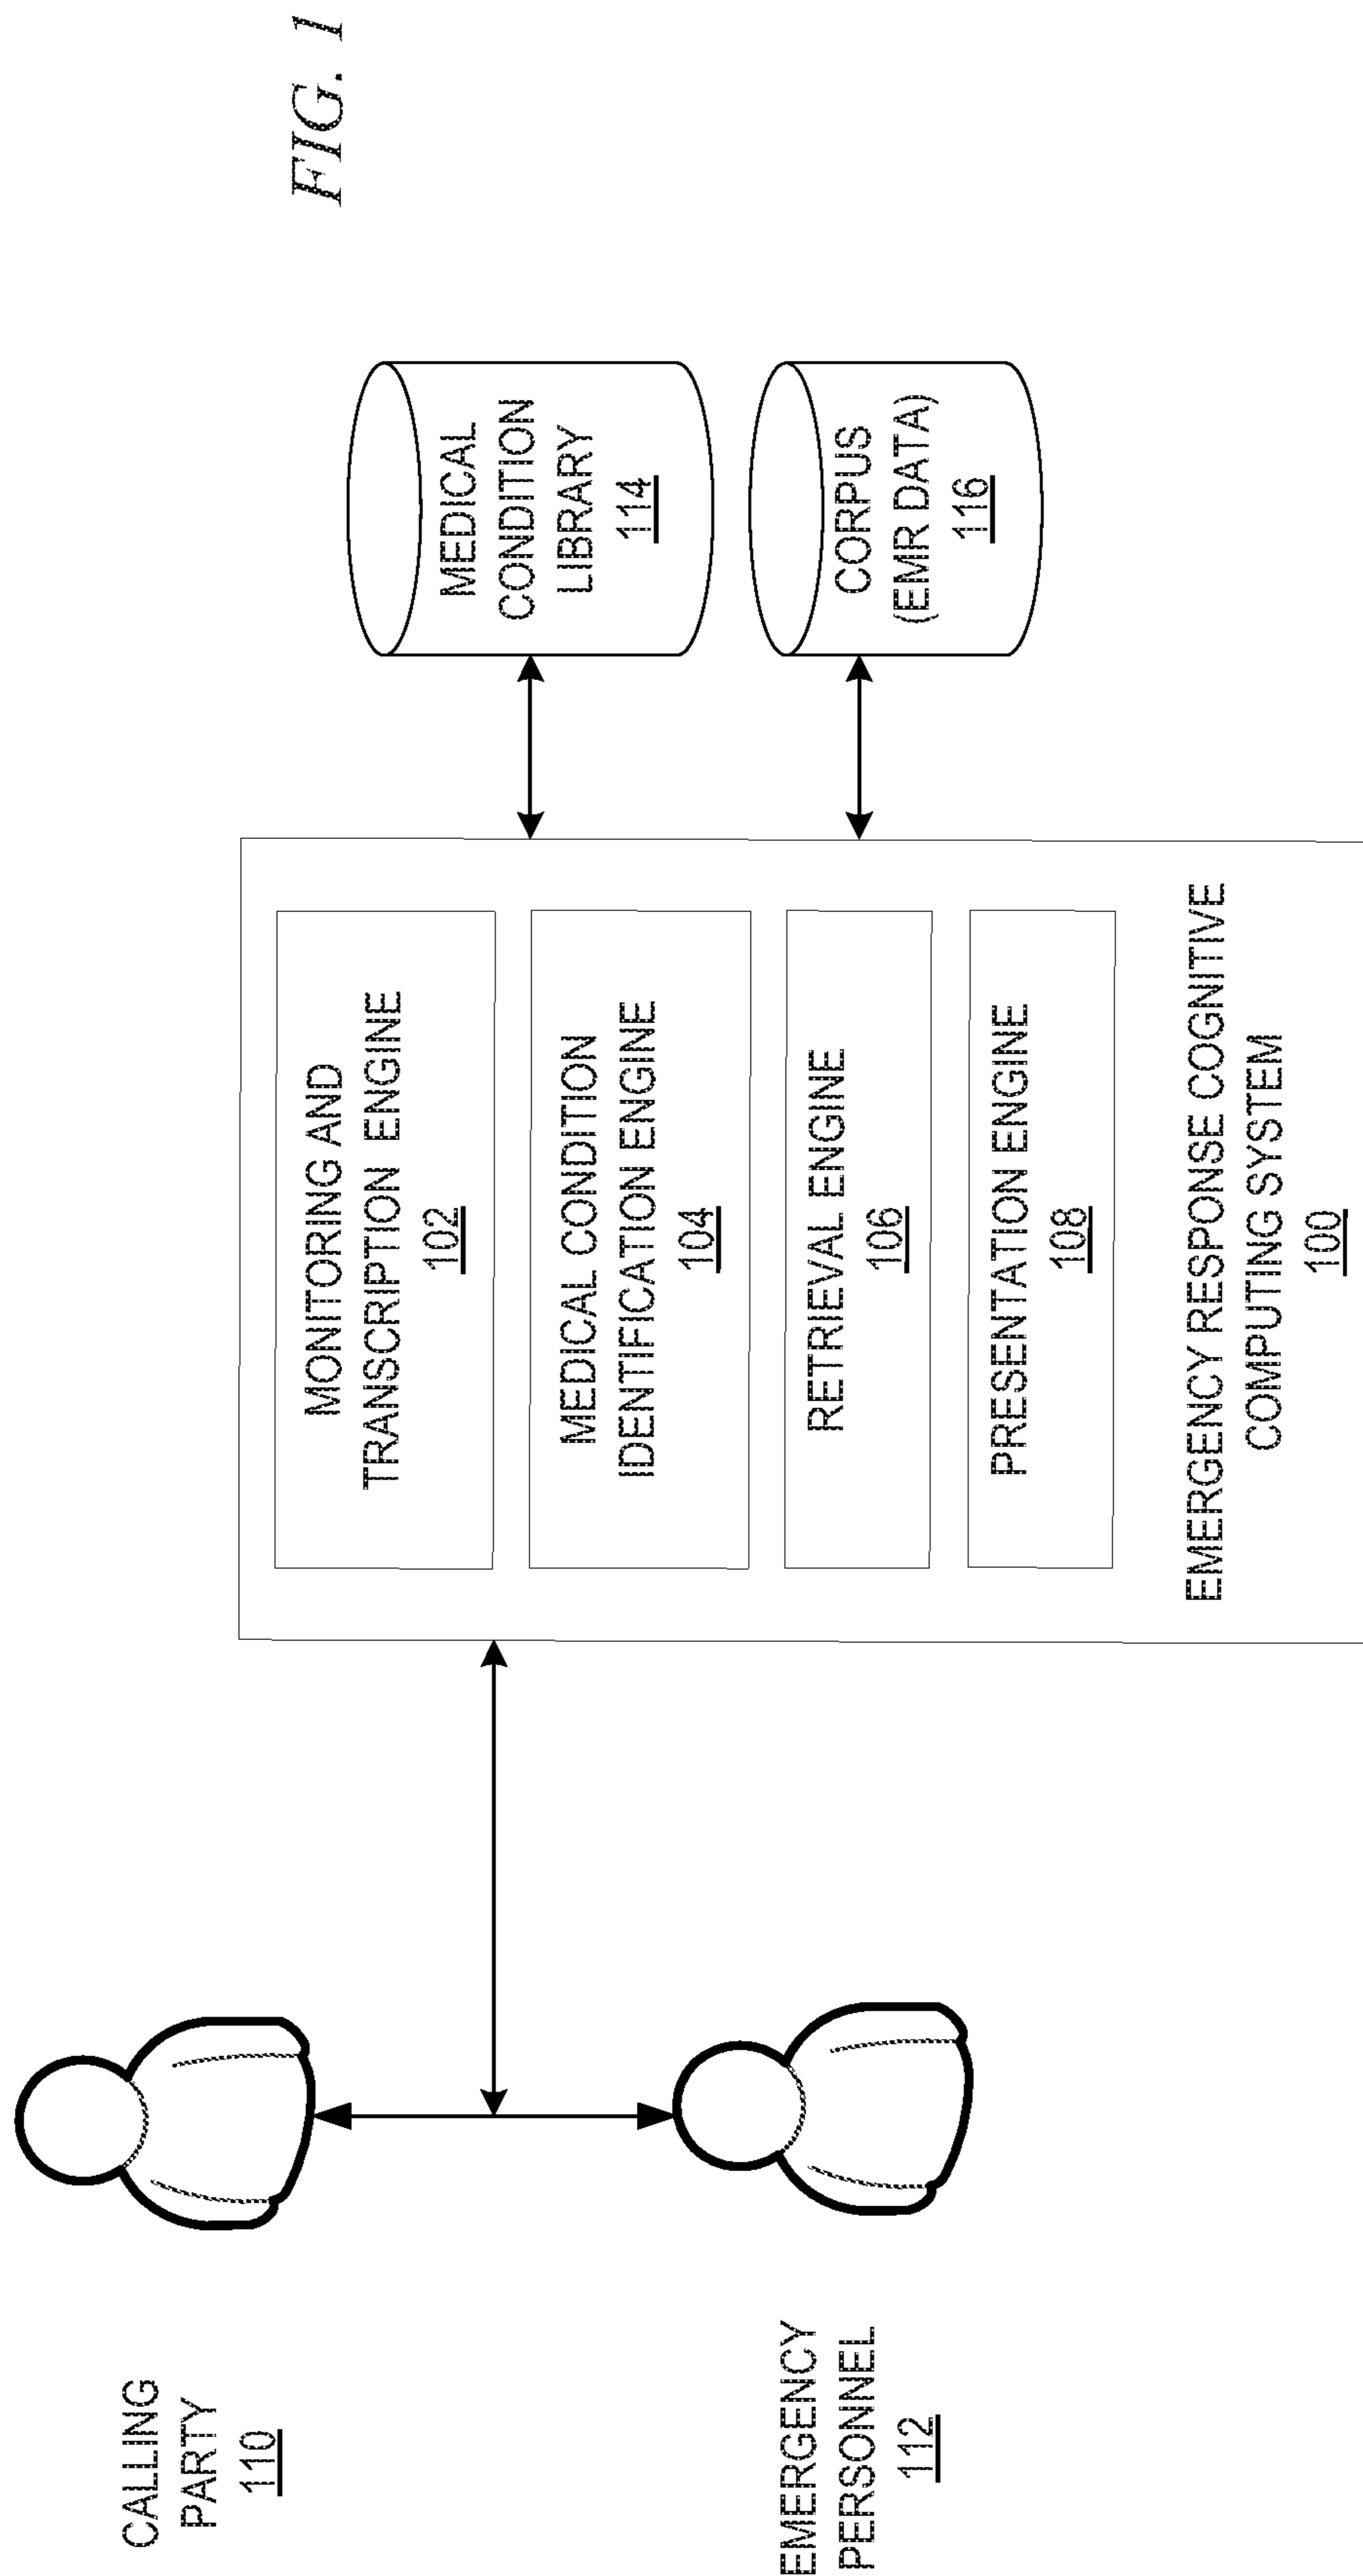 FIG. 1
CALLING
PARTY
110
EMERGENCY
PERSONNEL
112
MONITORING AND
TRANSCRIPTION ENGINE
102
MEDICAL CONDITION
IDENTIFICATION ENGINE
104
RETRIEVAL ENGINE
106
PRESENTATION ENGINE
108
EMERGENCY RESPONSE COGNITIVE
COMPUTING SYSTEM
100
MEDICAL
CONDITION
LIBRARY
114
CORPUS
(EMR DATA)
116